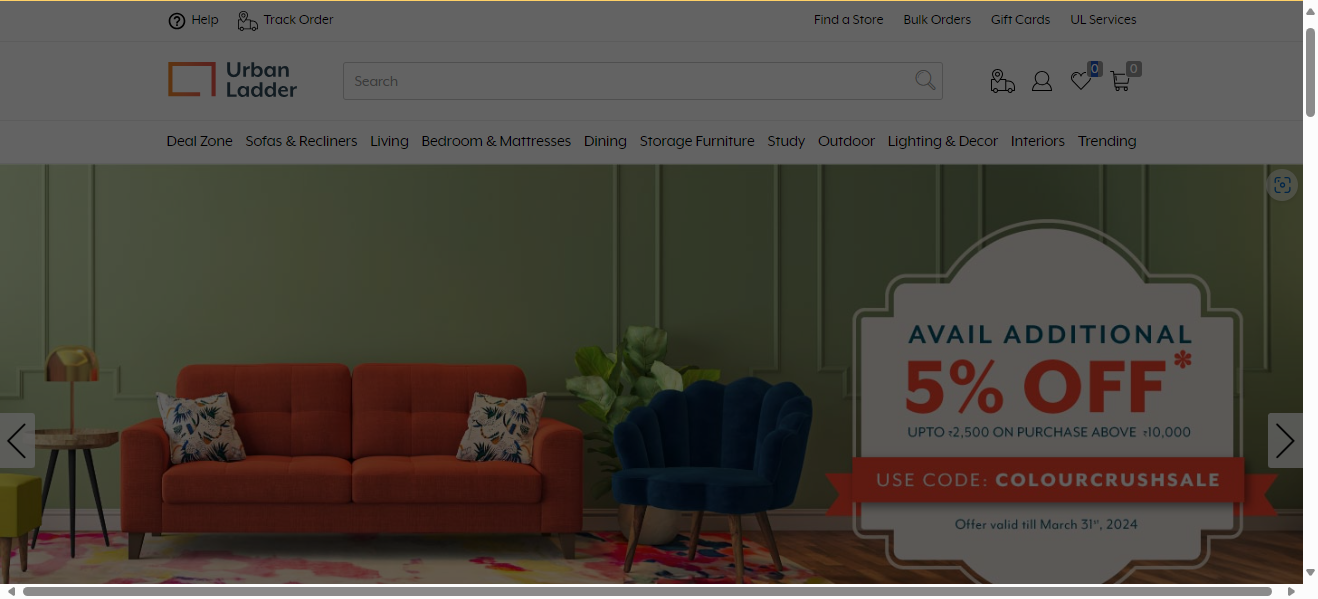 Help Track Order Find a Store Bulk Orders Gift Cards UL Services
Urban
Ladder
Search
0 0
Deal Zone Sofas & Recliners Living Bedroom & Mattresses Dining Storage Furniture Study Outdoor Lighting & Decor Interiors Trending
AVAIL ADDITIONAL
5% OFF*
UPTO ₹2,500 ON PURCHASE ABOVE ₹10,000
USE CODE: COLOURCRUSHSALE
Offer valid till March 31st, 2024